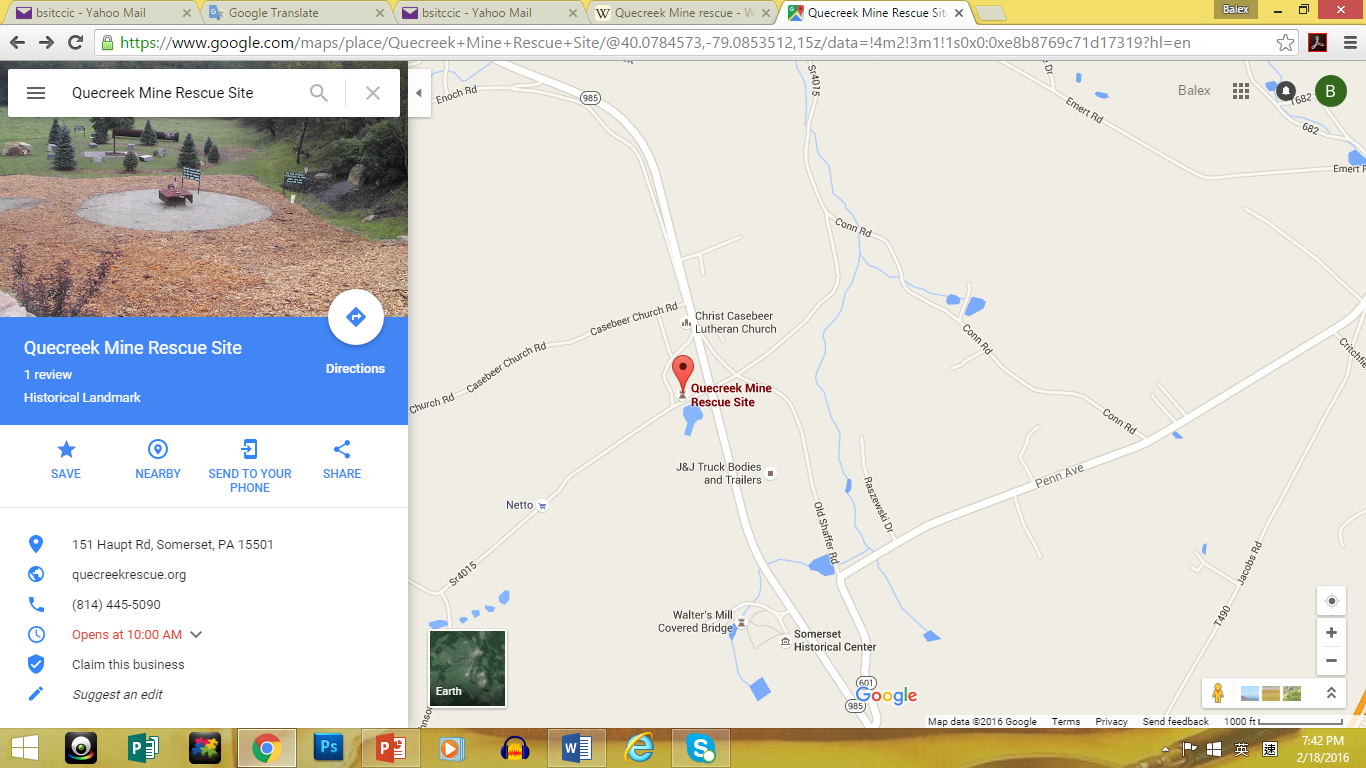 bsitccic - Yahoo Mail
Google Translate
bsitccic - Yahoo Mail
Quecreek Mine rescue - W
Quecreek Mine Rescue Sit
Balex
https://www.google.com/maps/place/Quecreek+Mine+Rescue+Site/@40.0784573,-79.0853512,15z/data=!4m2!3m1!1s0x0:0xe8b8769c71d17319?hl=en
Quecreek Mine Rescue Site
Quecreek Mine Rescue Site
1 review
Historical Landmark
Directions
SAVE
NEARBY
SEND TO YOUR
PHONE
SHARE
151 Haupt Rd, Somerset, PA 15501
quecreekrescue.org
(814) 445-5090
Opens at 10:00 AM
Claim this business
Suggest an edit
Earth
Balex
B
Enoch Rd
985
Sr4015
Emert Rd
T682
682
Conn Rd
Casebeer Church Rd
Christ Casebeer
Lutheran Church
Casebeer Church Rd
Church Rd
Quecreek Mine
Rescue Site
Conn Rd
Conn Rd
J&J Truck Bodies
and Trailers
Penn Ave
Netto
Old Shaffer Rd
Raszewski Dr
Sr4015
Jacobs Rd
T490
Walter's Mill
Covered Bridge
Somerset
Historical Center
601
985
Google
Map data ©2016 Google
Terms
Privacy
Send feedback
1000 ft
Ps
英
速
7:42 PM
2/18/2016